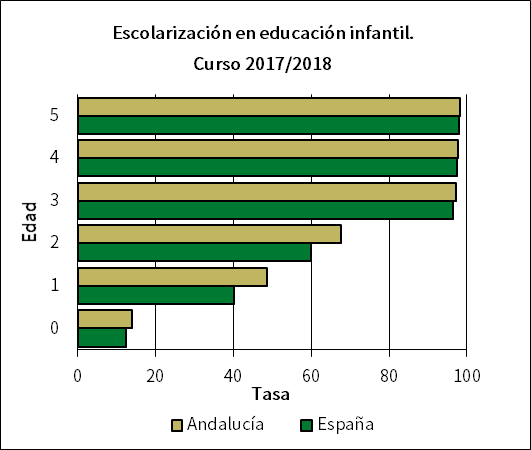 Escolarización en educación infantil.
Curso 2017/2018
5
4
3
2
1
0
Edad
0 20 40 60 80 100
Tasa
Andalucía España